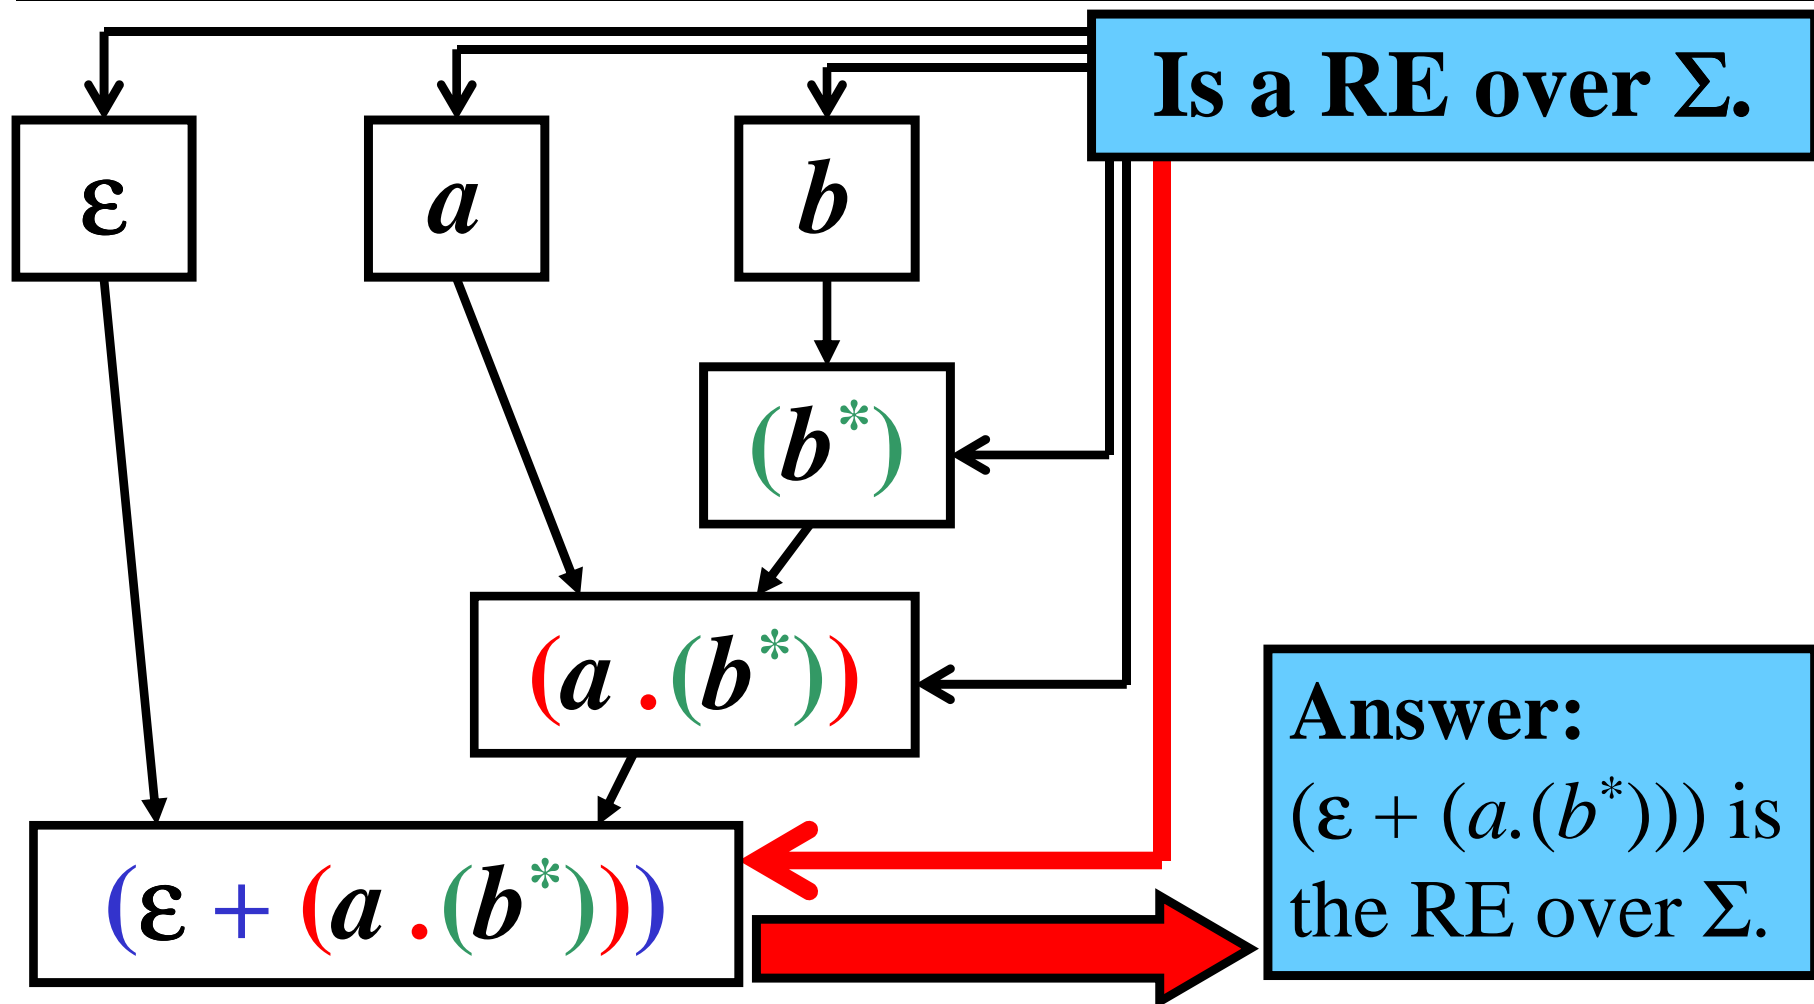 Is a RE over Σ.
ε
a
b
(b*)
(a .(b*))
(ε + (a .(b*)))
Answer:
(ε + (a.(b*))) is
the RE over Σ.